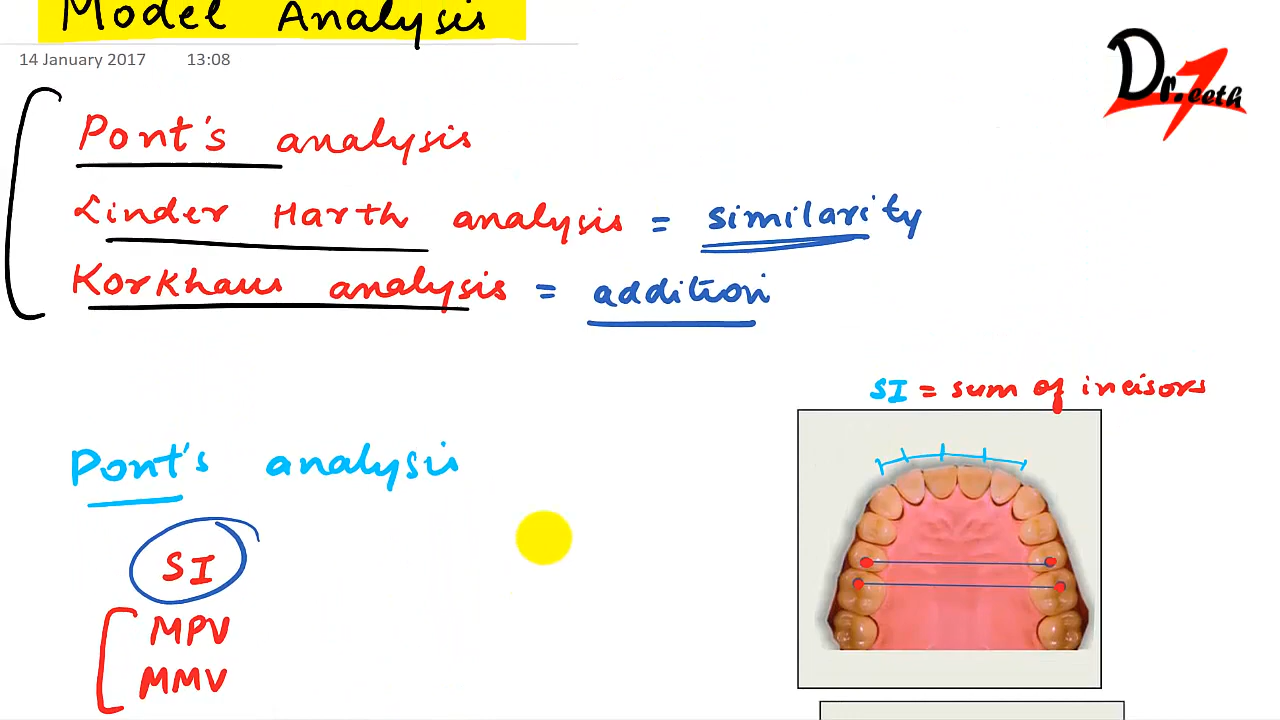 Model Analysis
14 January 2017 13:08
Dr. Teeth
Pont's analysis
Linder Harth analysis = similarity
Korkhaus analysis = addition
SI = sum of incisors
Pont's analysis
SI
MPV
MMV